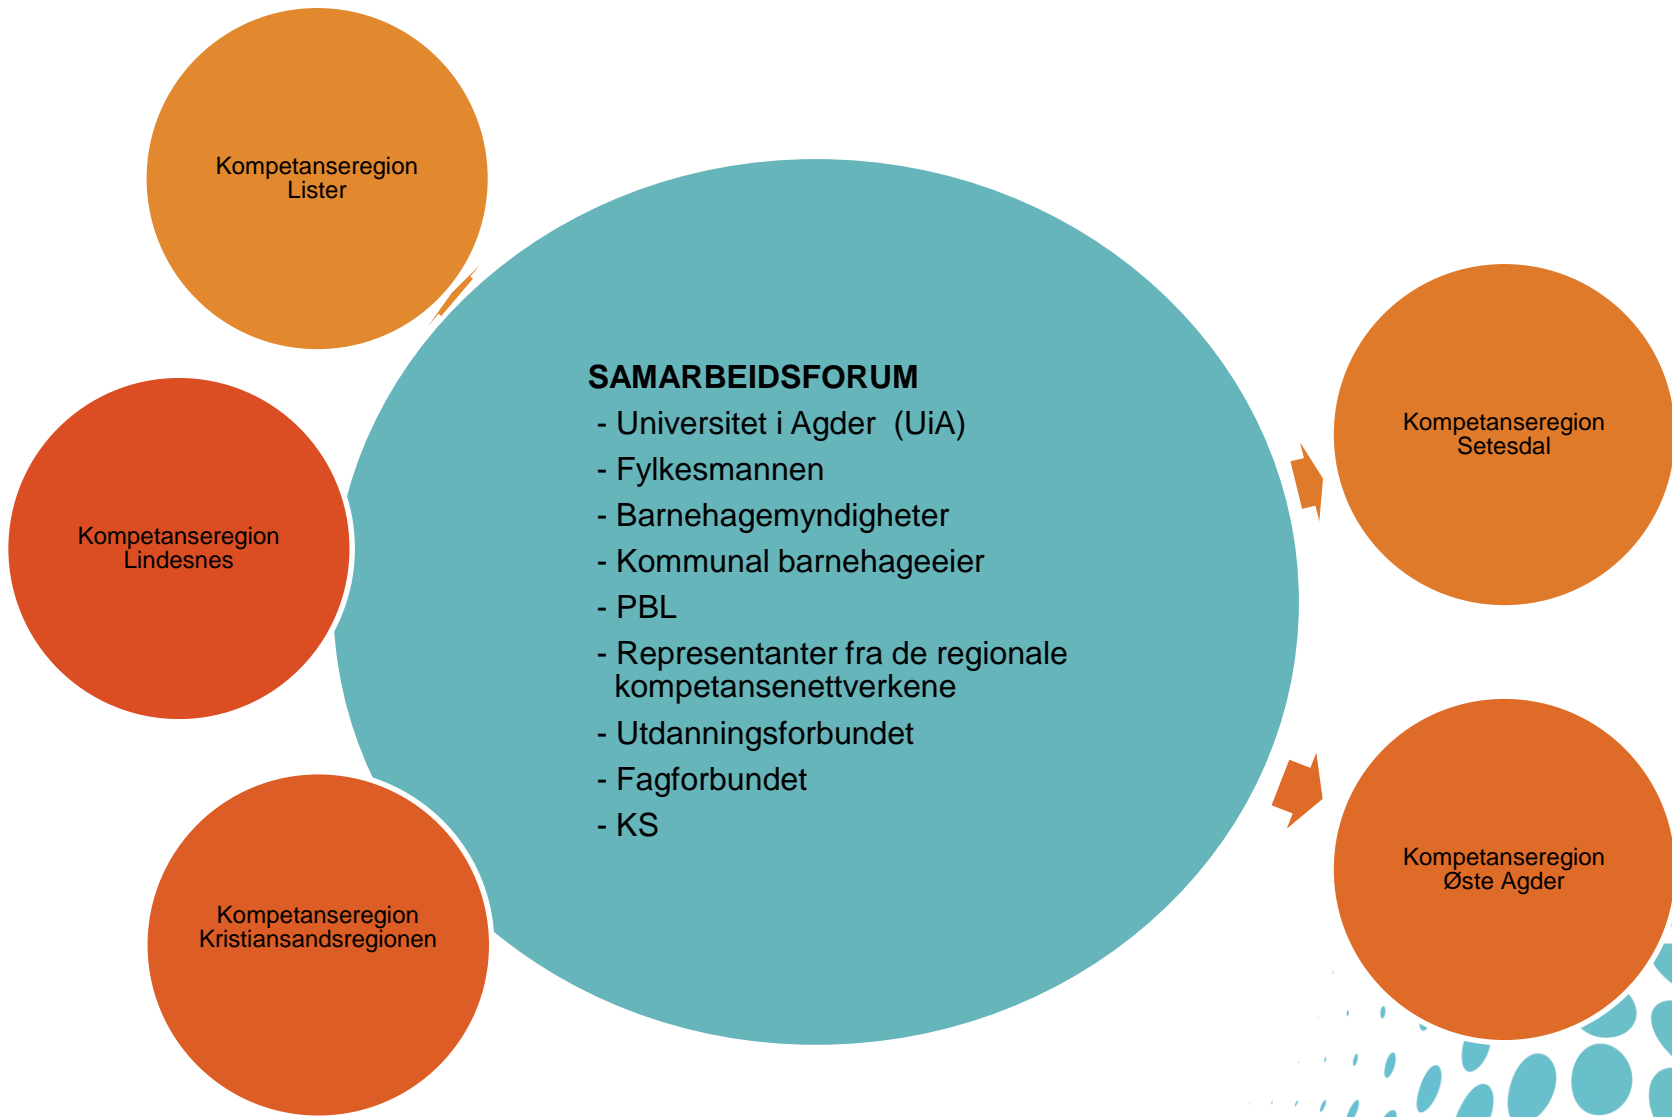 Kompetanseregion
Lister
Kompetanseregion
Lindesnes
Kompetanseregion
Kristiansandsregionen
SAMARBEIDSFORUM
- Universitet i Agder  (UiA)
- Fylkesmannen
- Barnehagemyndigheter
- Kommunal barnehageeier
- PBL
- Representanter fra de regionale
kompetansenettverkene
- Utdanningsforbundet
- Fagforbundet
- KS
Kompetanseregion
Setesdal
Kompetanseregion
Øste Agder